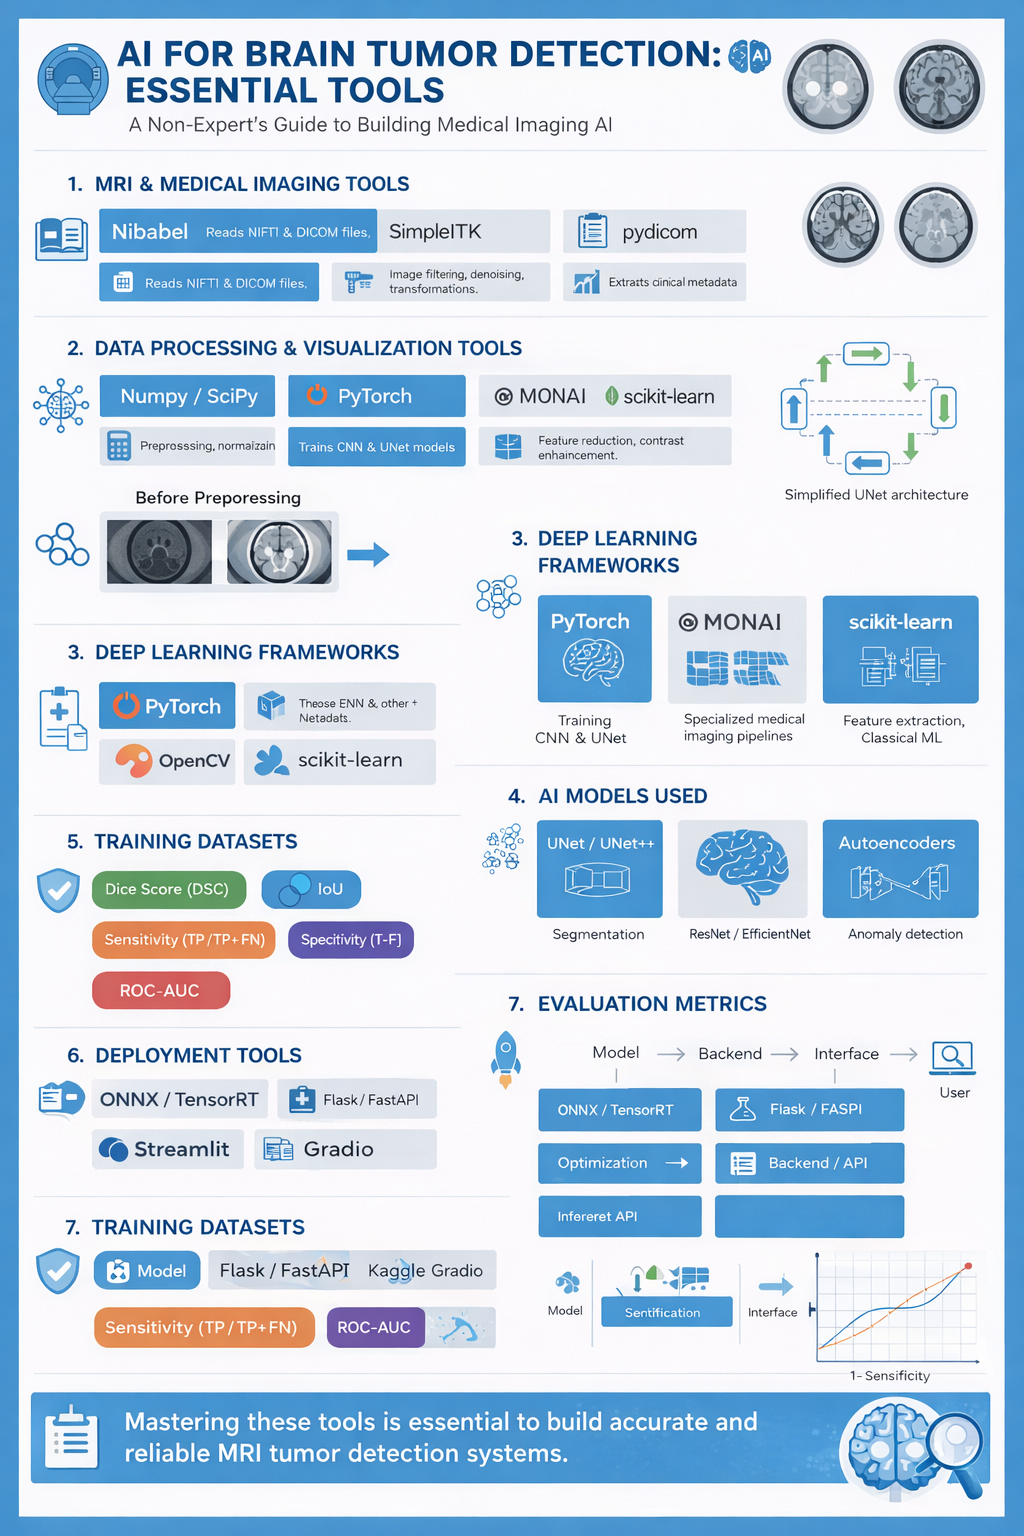 AI FOR BRAIN TUMOR DETECTION:
AI
ESSENTIAL TOOLS
A Non-Expert's Guide to Building Medical Imaging AI
1. MRI & MEDICAL IMAGING TOOLS
Nibabel Reads NIFTI & DICOM files,
SimpleITK
pydicom
Reads NIFT1 & DICOM files,
Image filtering, denoising,
transformations.
Extrats clinical metadata
2. DATA PROCESSING & VISUALIZATION TOOLS
Numpy / SciPy
PyTorch
MONAI
scikit-learn
Preprosssing, normaizain
Trains CNN & UNet models
Feature reduction, contrast
enhaincement.
Simplified UNet architecture
Before Preporessing
3. DEEP LEARNING
FRAMEWORKS
PyTorch
MONAI
scikit-learn
Training
CNN & UNet
Specialized medical
imaging pipelines
Feature extraction,
Classical ML
3. DEEP LEARNING FRAMEWORKS
PyTorch
Theose ENN &, other +
Netadats.
OpenCV
scikit-learn
4. AI MODELS USED
UNet / UNet++
Autoencoders
Segmentation
ResNet / EfficientNet
Anomaly detection
5. TRAINING DATASETS
Dice Score (DSC)
IoU
Sensitivity (TP/TP+FN)
Specitivity (T-F)
ROC-AUC
6. DEPLOYMENT TOOLS
ONNX / TensorRT
Flask / FastAPI
Streamlit
Gradio
7. EVALUATION METRICS
Model
Backend
Interface
User
ONNX / TensorRT
Flask / FASPI
Optimization
Backend / API
Infereret API
Model
Sentification
Interface
1- Sensificity
7. TRAINING DATASETS
Model
Flask / FastAPI
Kaggle Gradio
Sensitivity (TP/TP+FN)
ROC-AUC
Mastering these tools is essential to build accurate and
reliable MRI tumor detection systems.